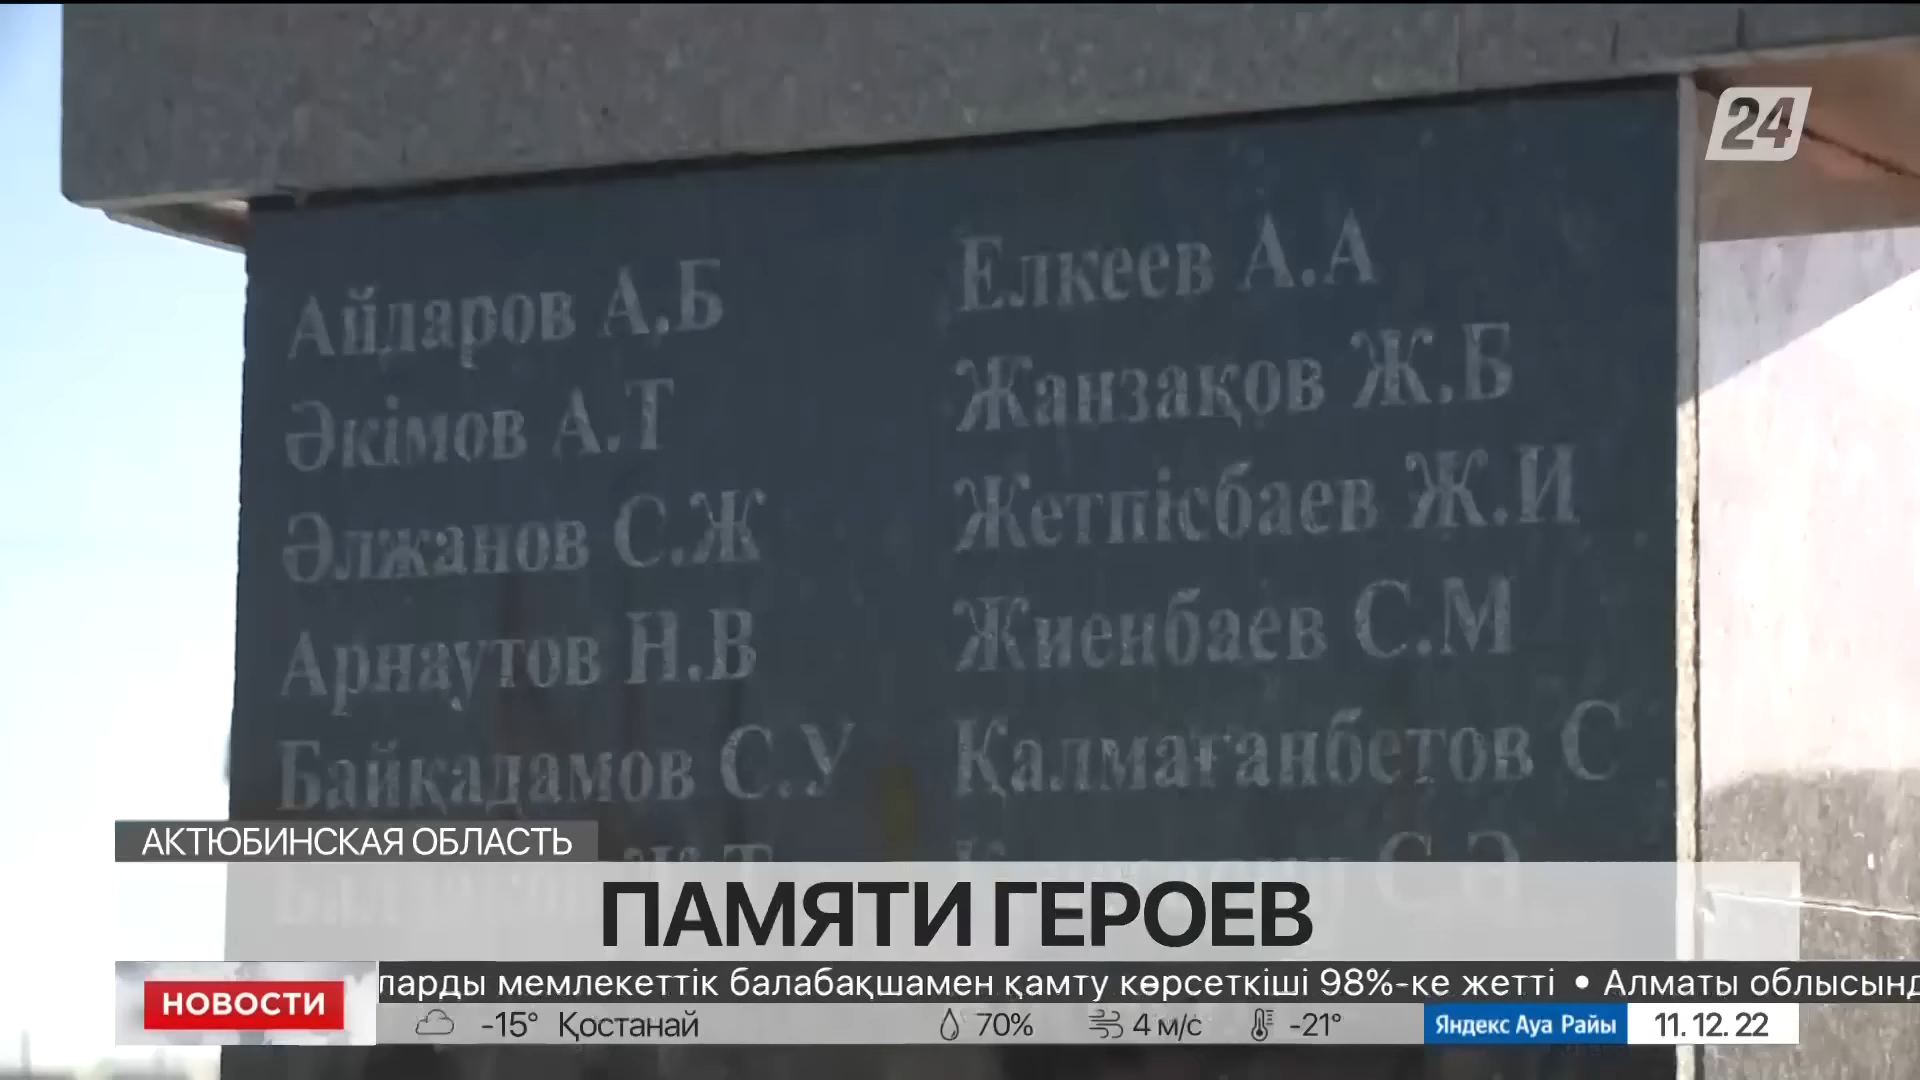 24
Айдаров А.Б
Әкімов А.Т
Әлжанов С.Ж
Арнаутов Н.В
Байқадамов С.У
Елкеев А.А
Жанзақов Ж.Б
Жетпісбаев Ж.И
Жиенбаев С.М
Қалмағанбетов С
АКТЮБИНСКАЯ ОБЛАСТЬ
ПАМЯТИ ГЕРОЕВ
НОВОСТИ
ларды мемлекеттік балабақшамен қамту көрсеткіші 98%-ке жетті • Алматы облысынд
-15° Қостанай 70% 4 м/с -21° Яндекс Ауа Райы 11.12.22